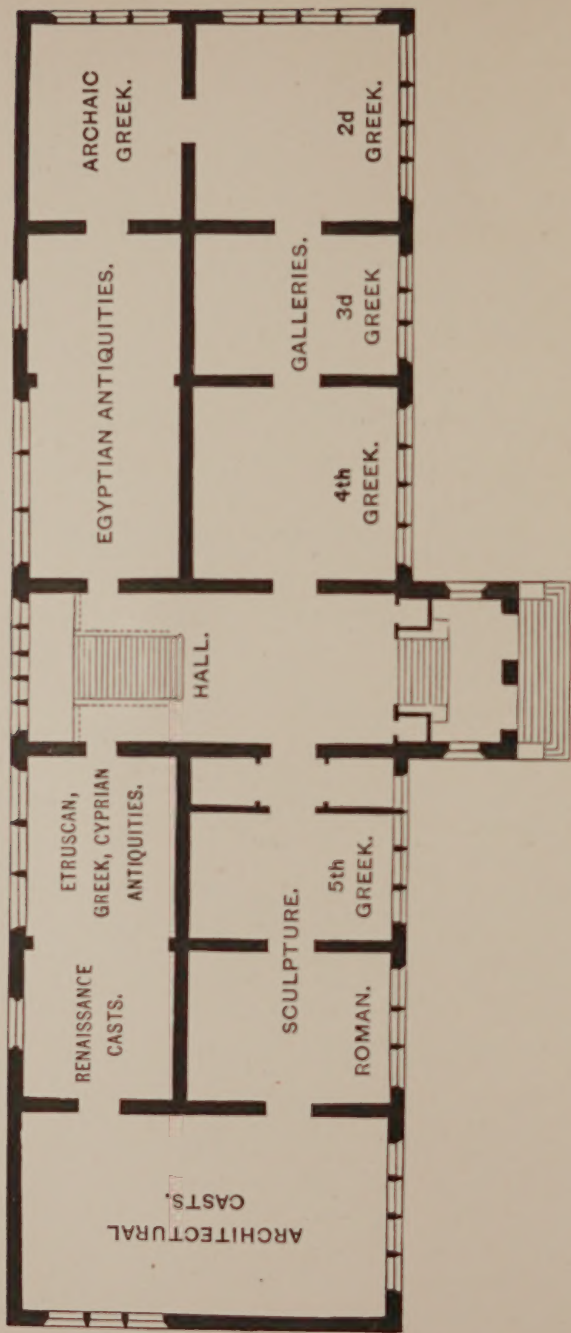 ARCHITECTURAL
CASTS.
RENAISSANCE
CASTS.
ETRUSCAN,
GREEK, CYPRIAN
ANTIQUITIES.
HALL.
EGYPTIAN ANTIQUITIES.
ARCHAIC
GREEK.
SCULPTURE.
GALLERIES.
ROMAN.
5th
GREEK.
4th
GREEK.
3d
GREEK
2d
GREEK.